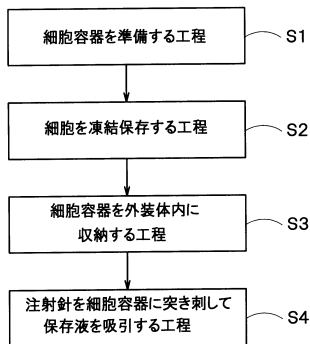 細胞容器を準備する工程
S1
細胞を凍結保存する工程
S2
細胞容器を外装体内に
収納する工程
S3
注射針を細胞容器に突き刺して
保存液を吸引する工程
S4